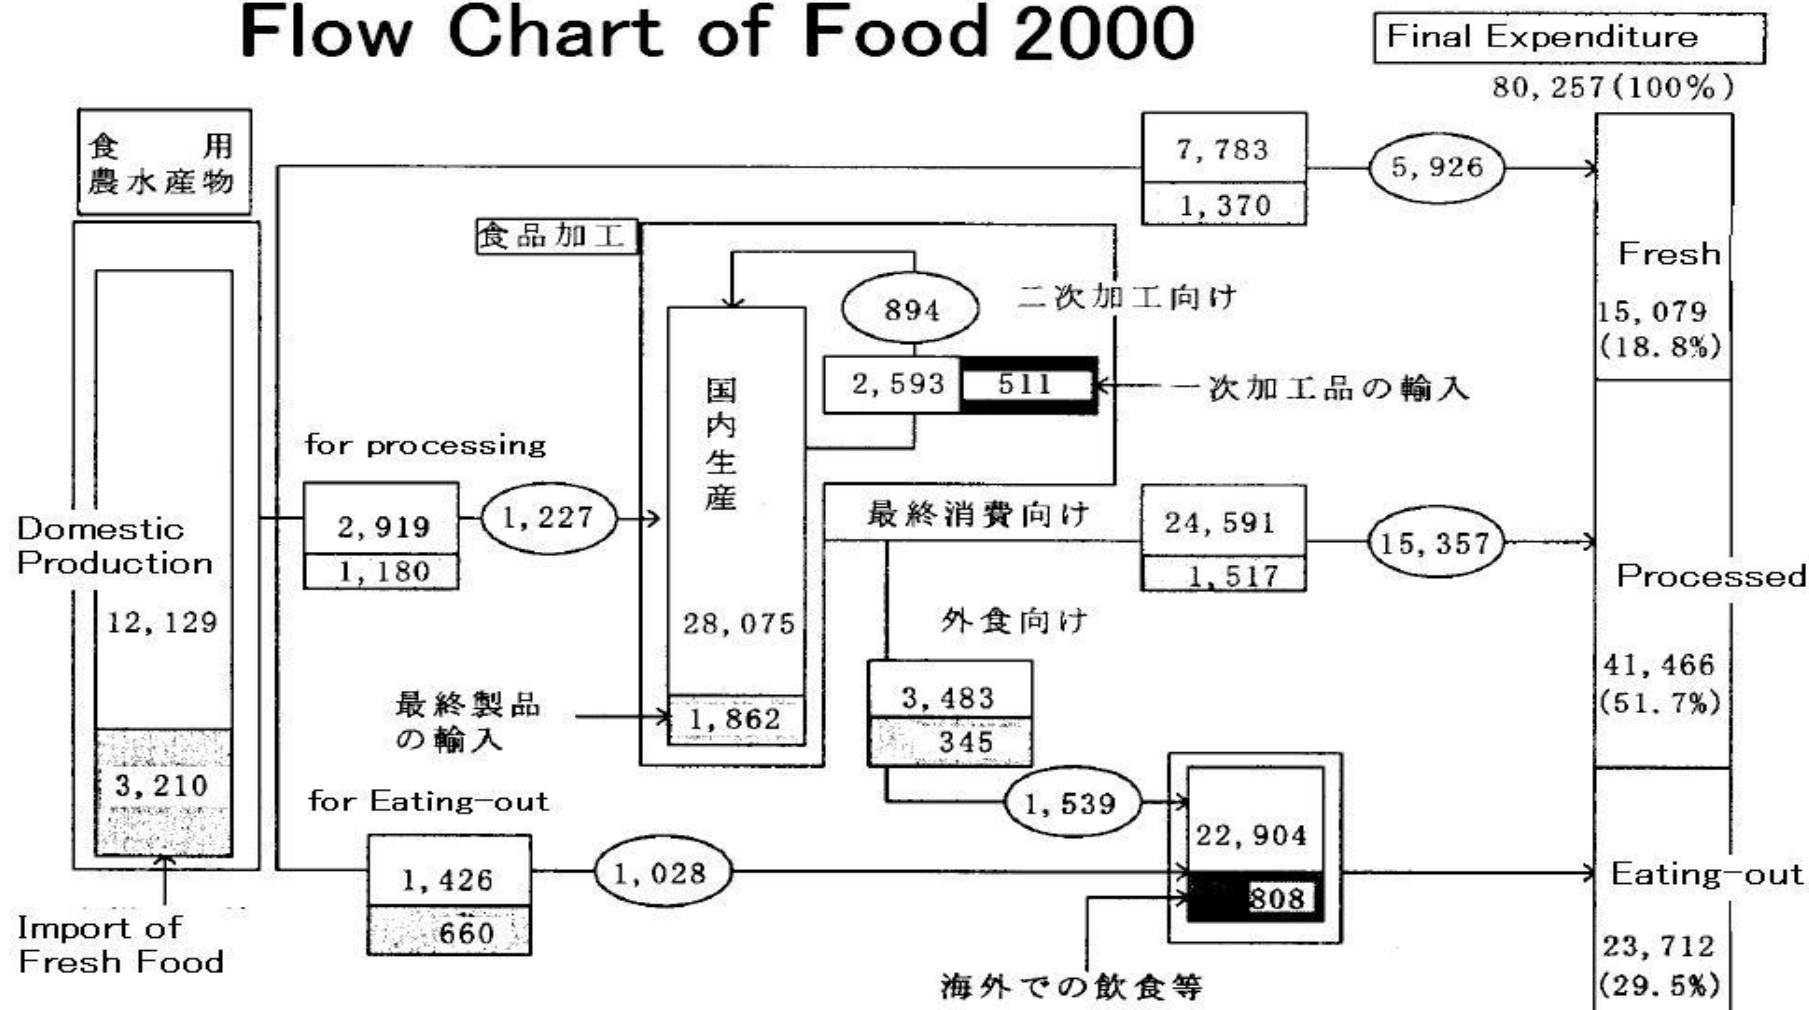 Flow Chart of Food 2000
Final Expenditure
80,257(100%)
食用
農水産物
7,783
1,370
5,926
Fresh
15,079
(18.8%)
食品加工
894
二次加工向け
2,593
511
一次加工品の輸入
国内生産
for processing
2,919
1,180
1,227
最終消費向け
24,591
1,517
15,357
Domestic
Production
12,129
Processed
41,466
(51.7%)
28,075
外食向け
最終製品
の輸入
1,862
3,483
345
3,210
for Eating-out
1,539
22,904
1,426
660
1,028
808
Eating-out
23,712
(29.5%)
Import of
Fresh Food
海外での飲食等